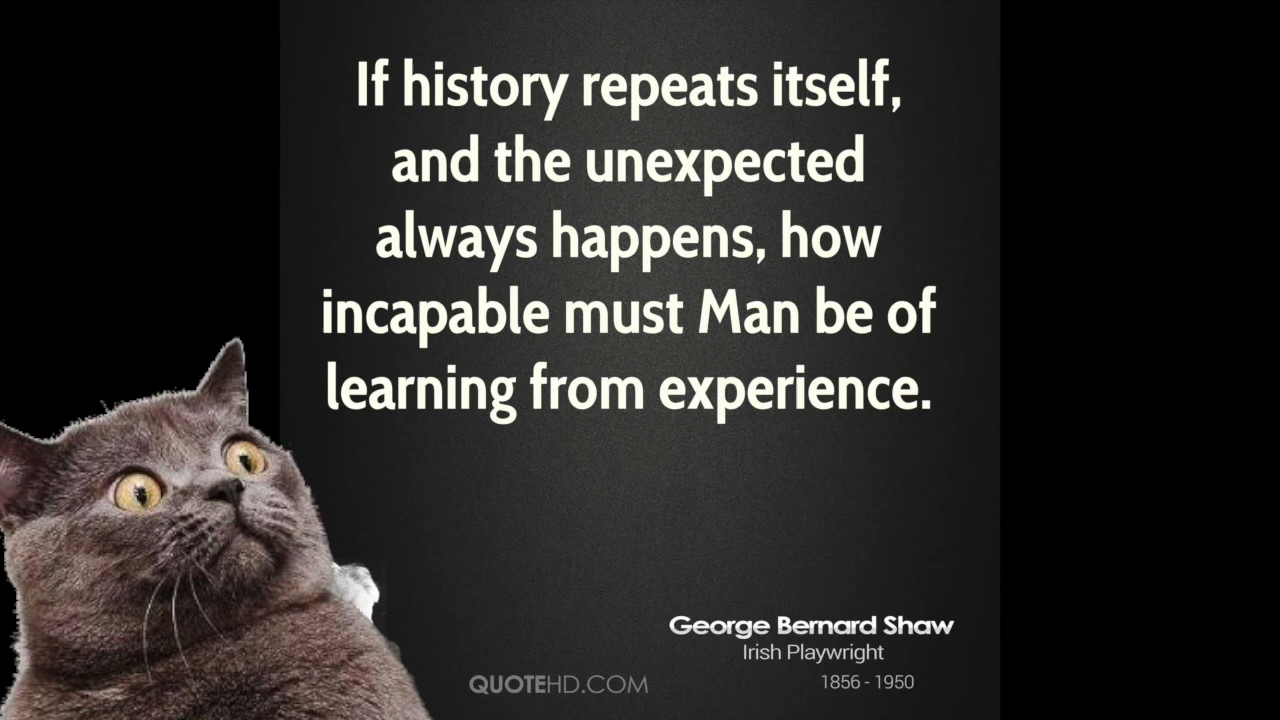 If history repeats itself,
and the unexpected
always happens, how
incapable must Man be of
learning from experience.
George Bernard Shaw
Irish Playwright
1856 - 1950
QUOTEHD.COM